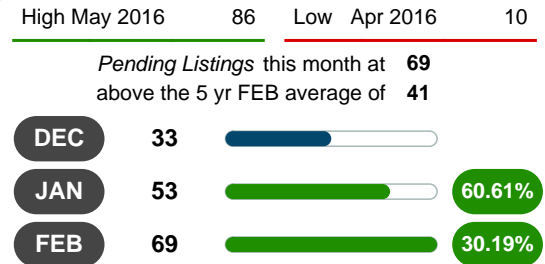 High May 2016 86 Low Apr 2016 10
Pending Listings this month at 69
above the 5 yr FEB average of 41
DEC 33
JAN 53 60.61%
FEB 69 30.19%